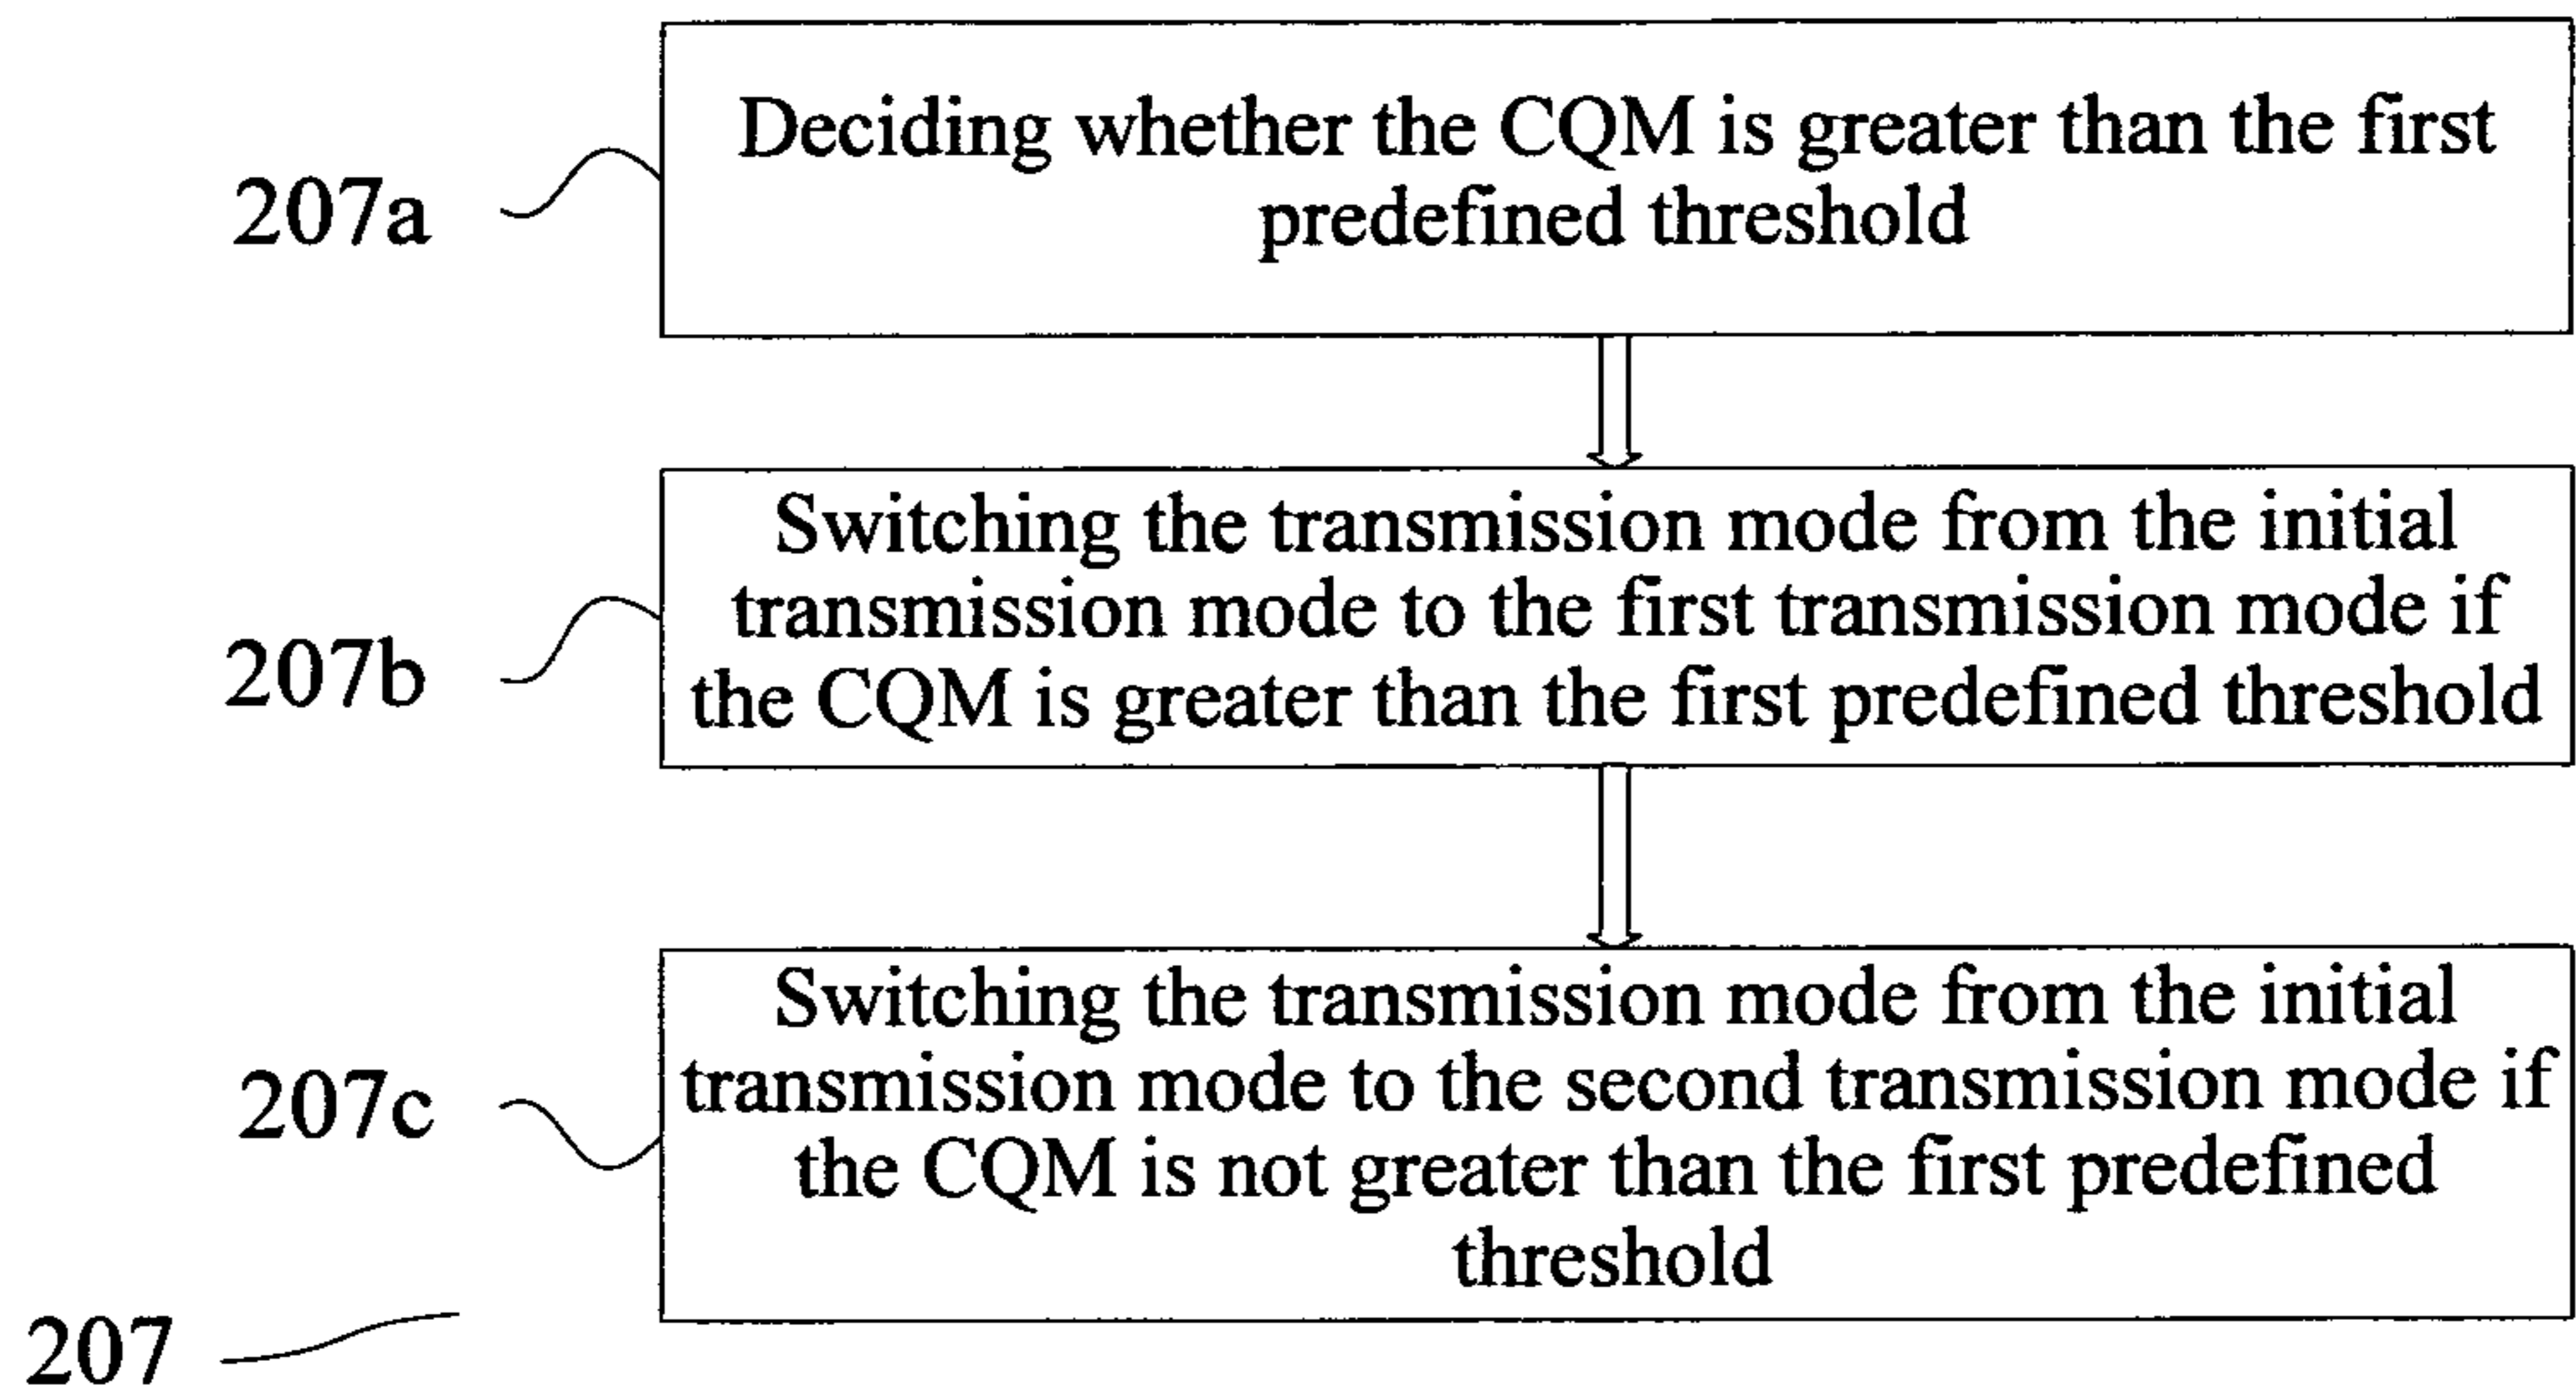 Deciding whether the CQM is greater than the first
predefined threshold
207a
Switching the transmission mode from the initial
transmission mode to the first transmission mode if
the CQM is greater than the first predefined threshold
207b
Switching the transmission mode from the initial
transmission mode to the second transmission mode if
the CQM is not greater than the first predefined
threshold
207c
207